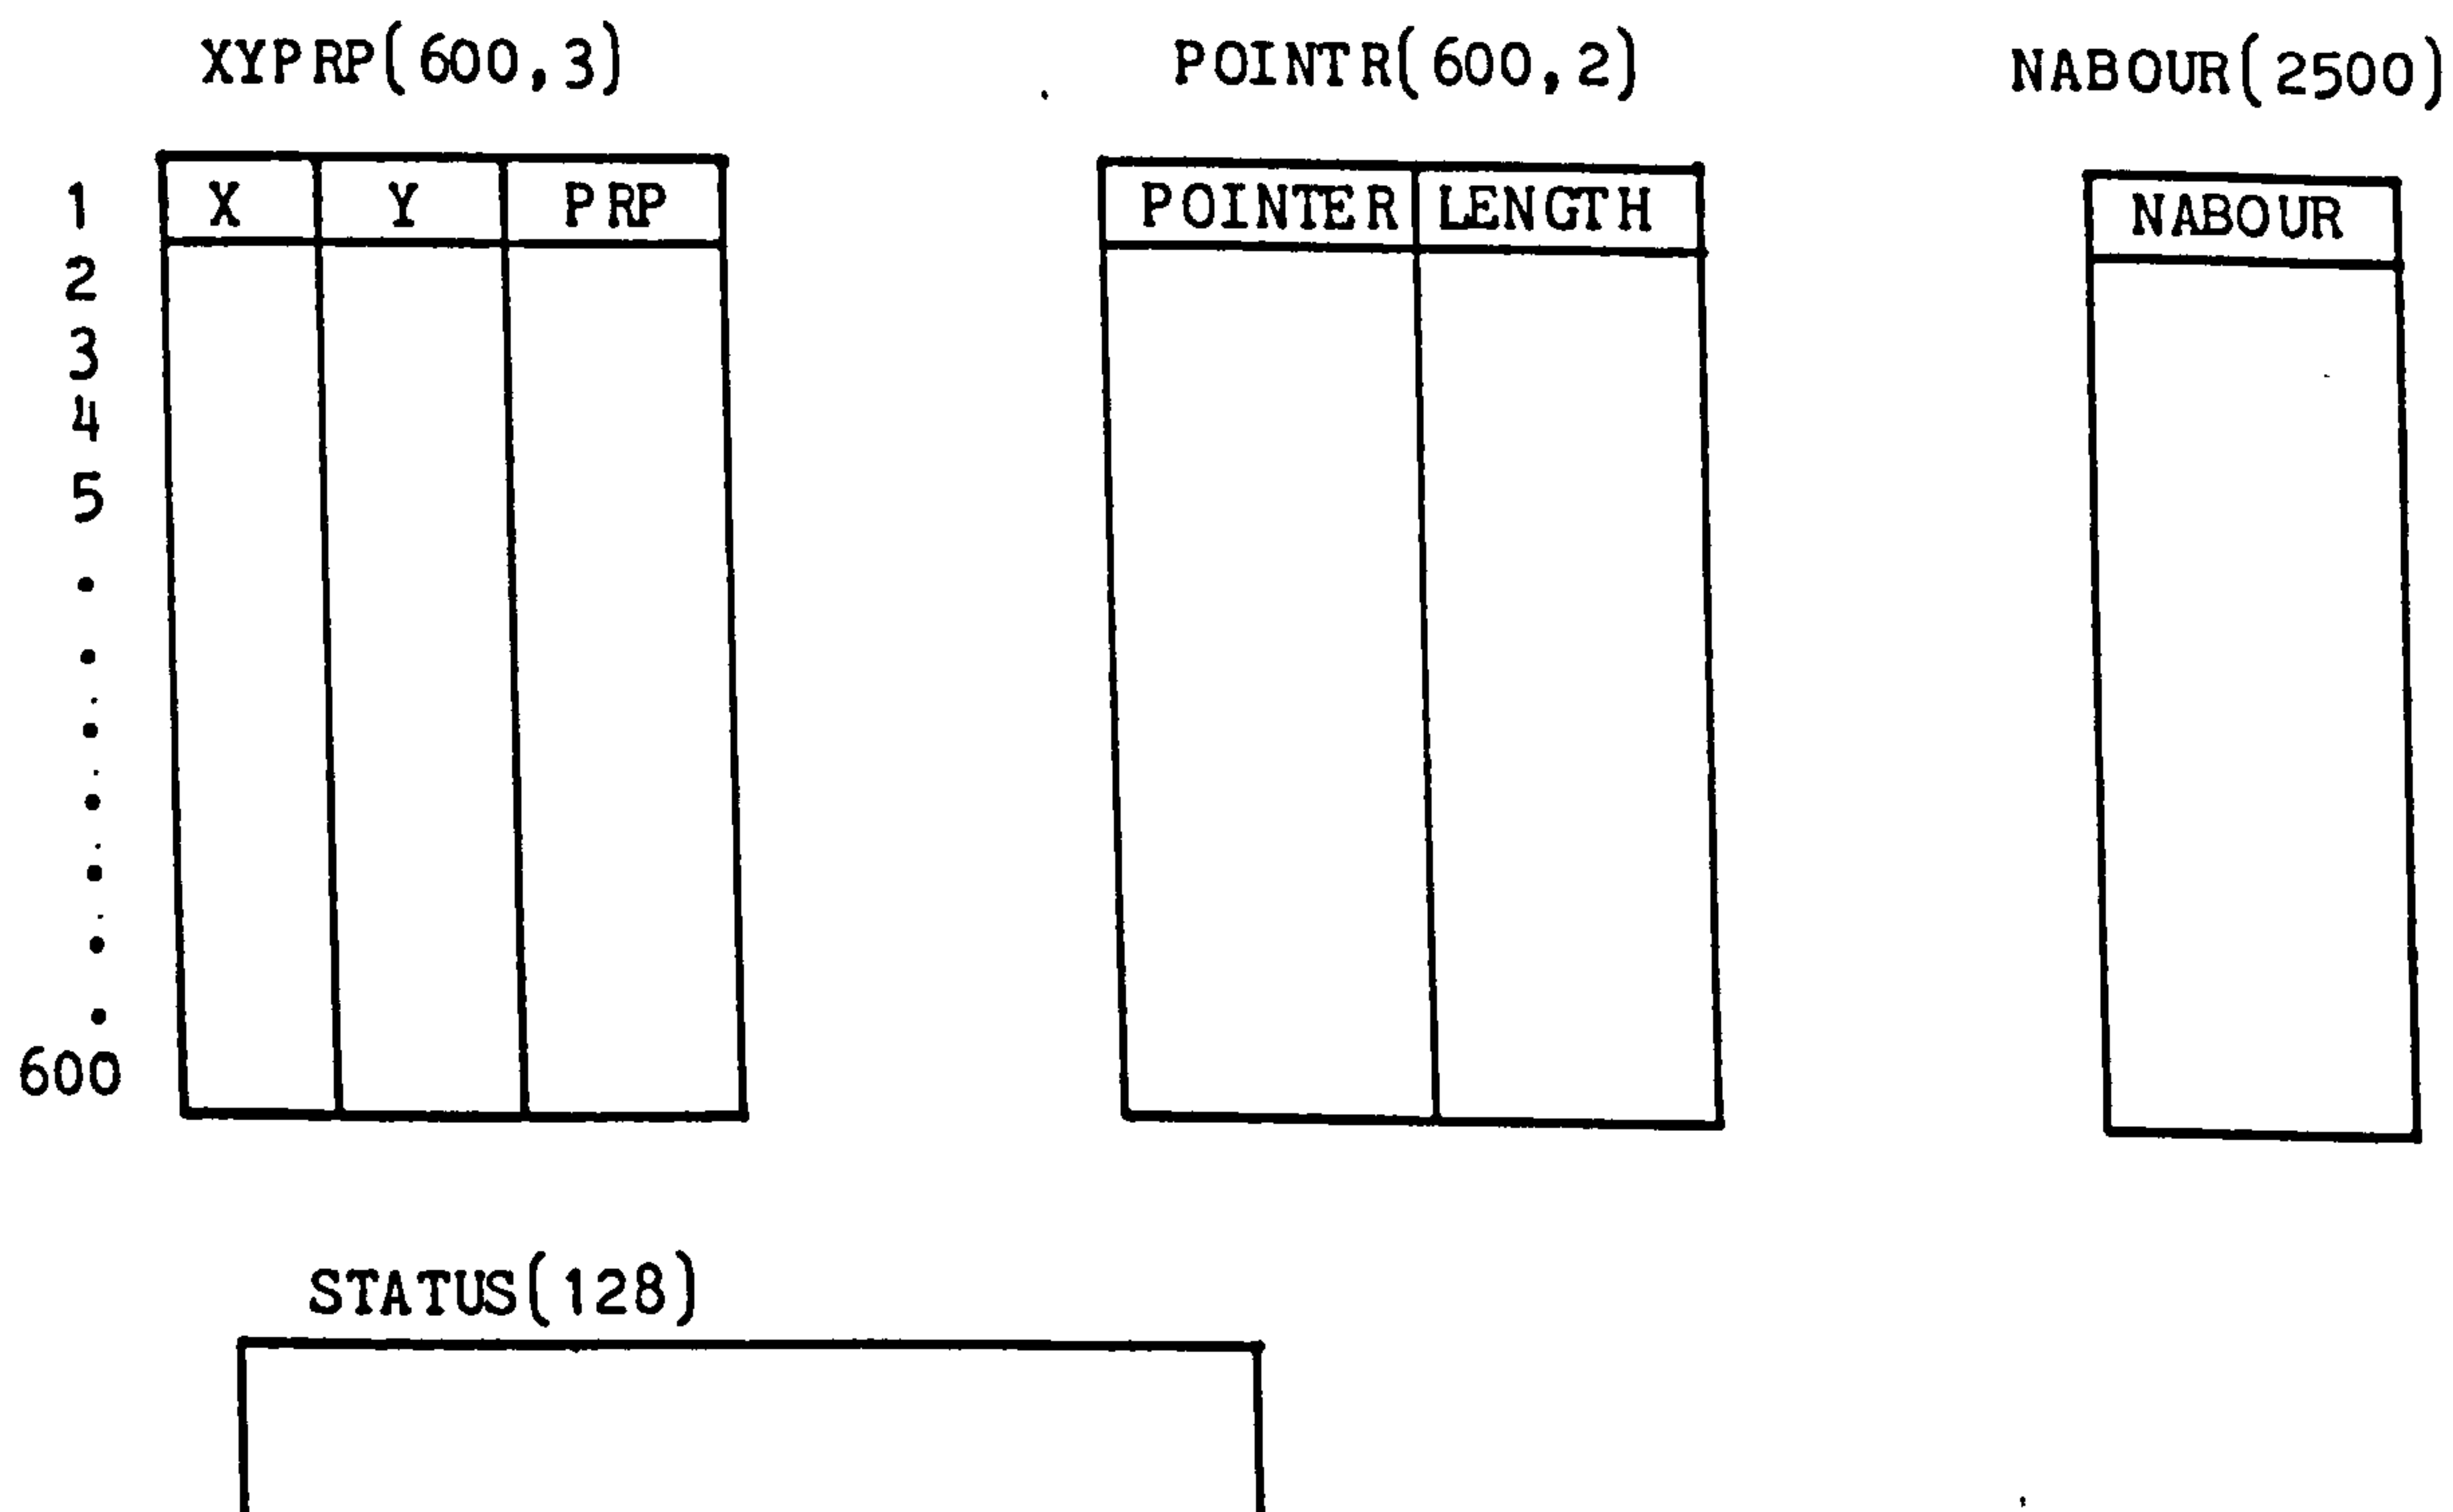 XYPRP(600,3) POINTR(600,2) NABOUR(2500)
1 X Y PRP POINTER LENGTH NABOUR
2
3
4
5
600
STATUS(128)